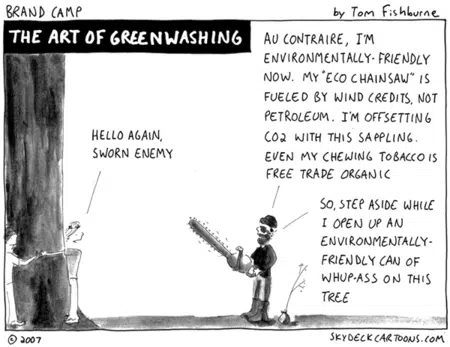 BRAND CAMP
by Tom Fishburne
THE ART OF GREENWASHING
AU CONTRAIRE, I'M
ENVIRONMENTALLY-FRIENDLY
NOW. MY "ECO CHAINSAW" IS
FUELED BY WIND CREDITS, NOT
PETROLEUM. I'M OFFSETTING
CO2 WITH THIS SAPPLING.
EVEN MY CHEWING TOBACCO IS
FREE TRADE ORGANIC
HELLO AGAIN,
SWORN ENEMY
SO, STEP ASIDE WHILE
I OPEN UP AN
ENVIRONMENTALLY-
FRIENDLY CAN OF
WHUP-ASS ON THIS
TREE
© 2007
SKYDECKCARTOONS.COM